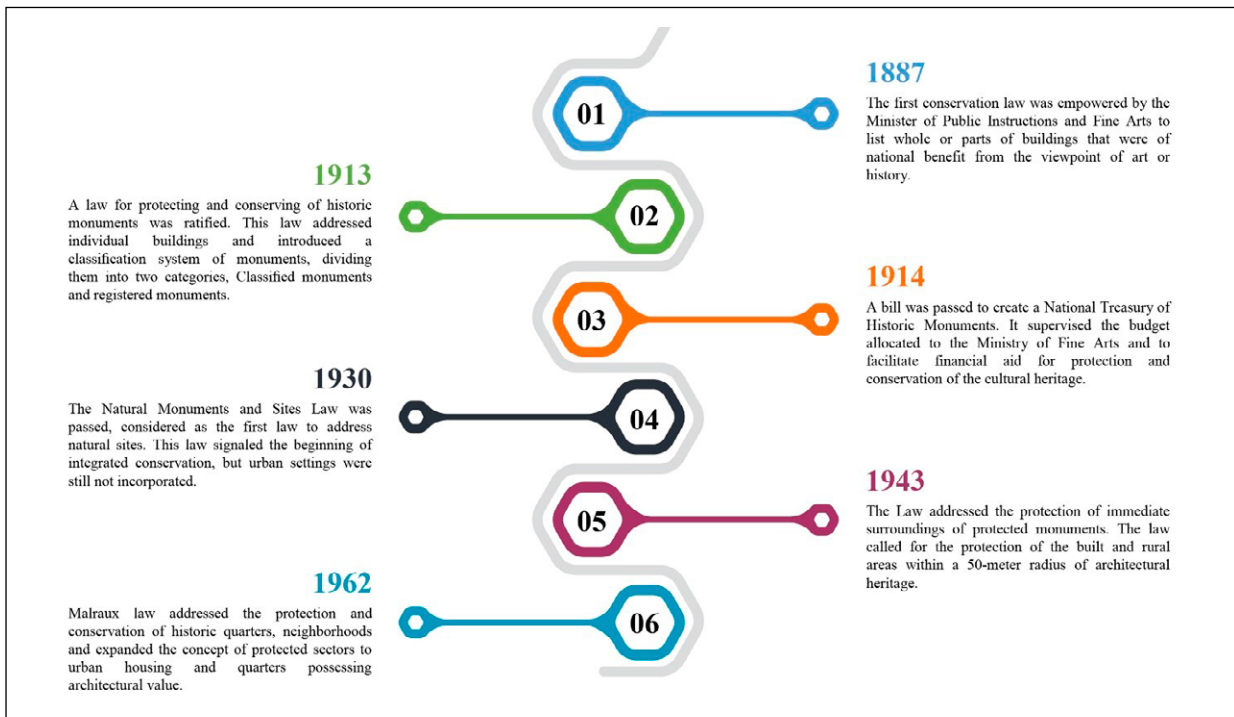 01
1887
The first conservation law was empowered by the
Minister of Public Instructions and Fine Arts to
list whole or parts of buildings that were of
national benefit from the viewpoint of art or
history.
1913
A law for protecting and conserving of historic
monuments was ratified. This law addressed
individual buildings and introduced a
classification system of monuments, dividing
them into two categories, Classified monuments
and registered monuments.
02
03
1914
A bill was passed to create a National Treasury of
Historic Monuments. It supervised the budget
allocated to the Ministry of Fine Arts and to
facilitate financial aid for protection and
conservation of the cultural heritage.
1930
The Natural Monuments and Sites Law was
passed, considered as the first law to address
natural sites. This law signaled the beginning of
integrated conservation, but urban settings were
still not incorporated.
04
05
1943
The Law addressed the protection of immediate
surroundings of protected monuments. The law
called for the protection of the built and rural
areas within a 50-meter radius of architectural
heritage.
1962
Malraux law addressed the protection and
conservation of historic quarters, neighborhoods
and expanded the concept of protected sectors to
urban housing and quarters possessing
architectural value.
06